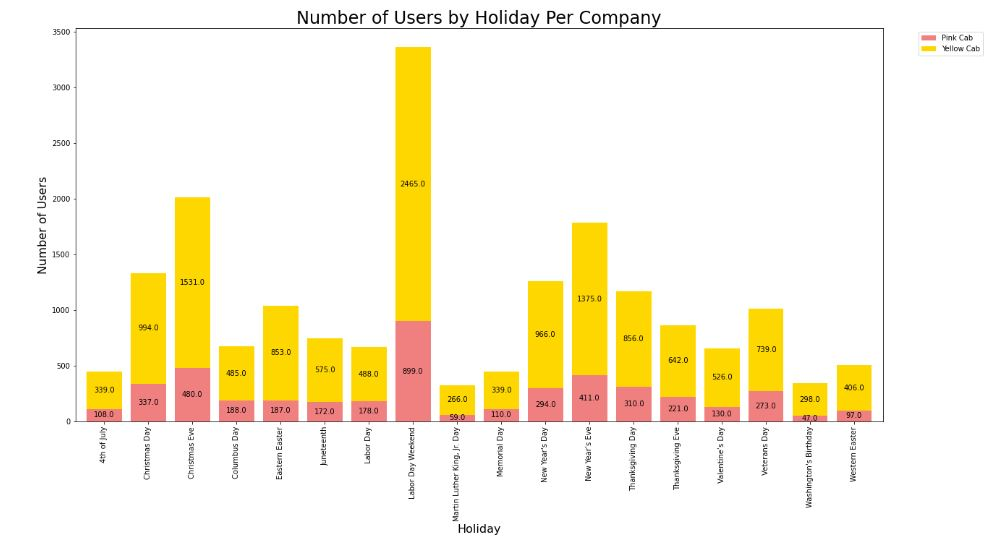 Number of Users by Holiday Per Company
Pink Cab
Yellow Cab
Number of Users
3500
3000
2500
2000
1500
1000
500
0
339.0
108.0
994.0
337.0
1531.0
480.0
485.0
188.0
853.0
187.0
575.0
172.0
488.0
178.0
2465.0
899.0
266.0
59.0
339.0
110.0
966.0
294.0
1375.0
411.0
856.0
310.0
642.0
221.0
526.0
130.0
739.0
273.0
298.0
47.0
406.0
97.0
4th of July
Christmas Day
Christmas Eve
Columbus Day
Eastern Easter
Juneteenth
Labor Day
Labor Day Weekend
Martin Luther King, Jr. Day
Memorial Day
New Year's Day
New Year's Eve
Thanksgiving Day
Thanksgiving Eve
Valentine's Day
Veterans Day
Washington's Birthday
Western Easter
Holiday